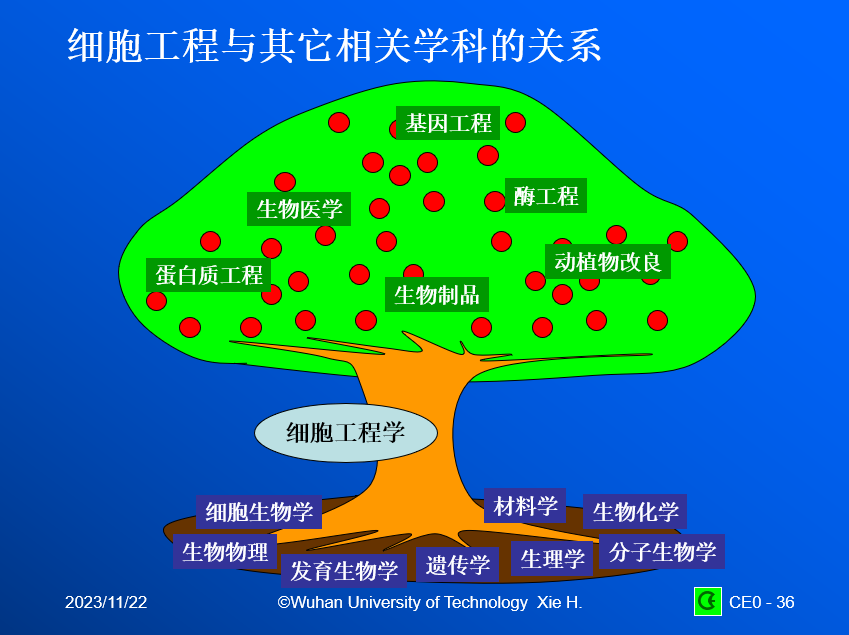 细胞工程与其它相关学科的关系
基因工程
酶工程
生物医学
动植物改良
蛋白质工程
生物制品
细胞工程学
细胞生物学
材料学
生物化学
生物物理
发育生物学
遗传学
生理学
分子生物学
2023/11/22
©Wuhan University of Technology Xie H.
CE0 - 36